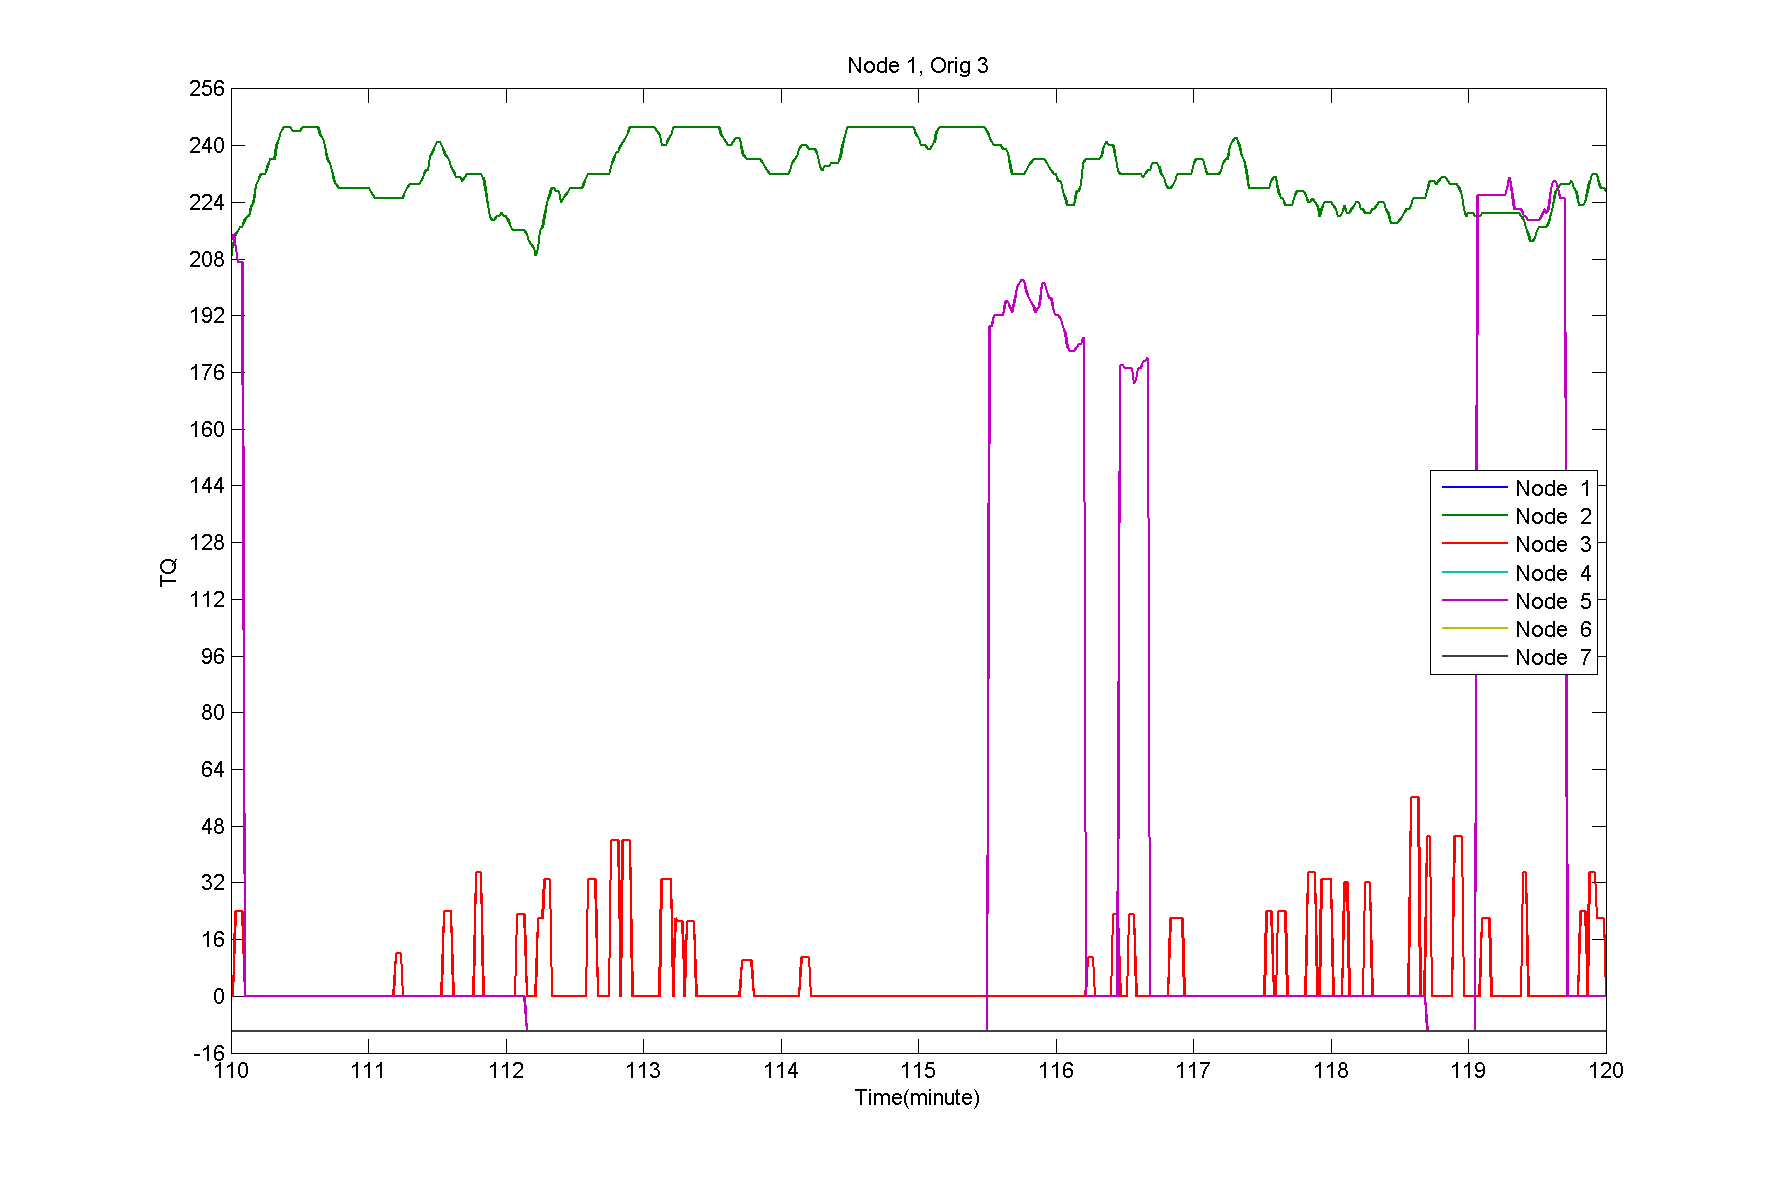 Node 1, Orig 3
256
240
224
208
192
176
160
144
128
112
96
80
64
48
32
16
0
-16
TQ
Node 1
Node 2
Node 3
Node 4
Node 5
Node 6
Node 7
110 111 112 113 114 115 116 117 118 119 120
Time(minute)